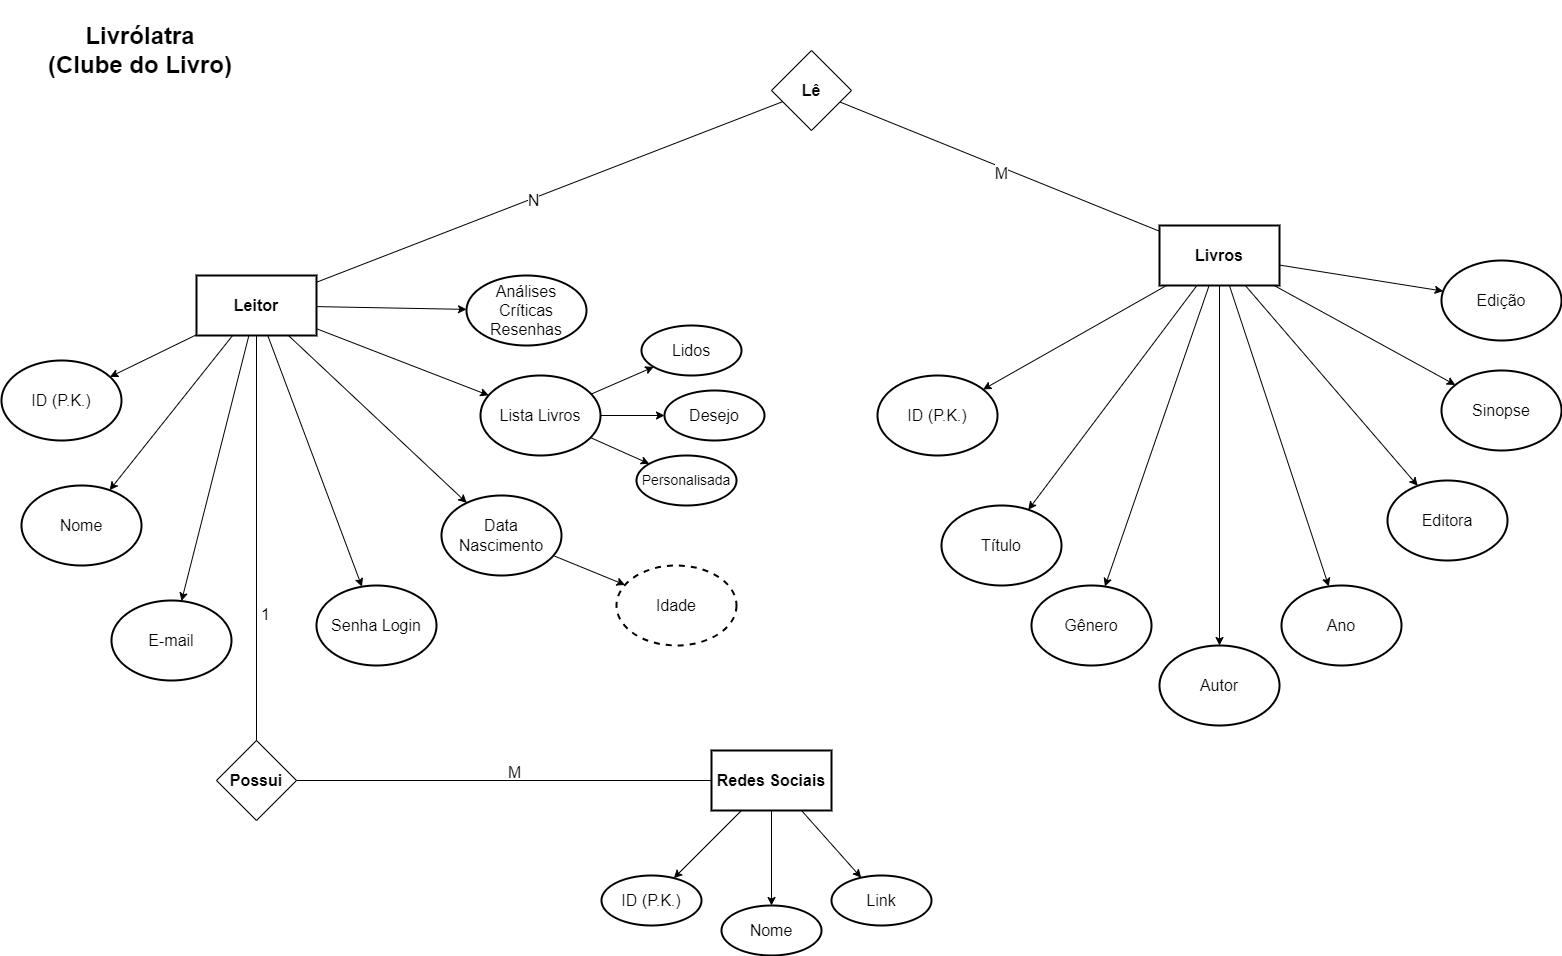 Livrólatra
(Clube do Livro)
Lê
N
M
Leitor
Livros
Análises
Críticas
Resenhas
Edição
Lidos
ID (P.K.)
Lista Livros
Desejo
ID (P.K.)
Sinopse
Personalisada
Nome
Data
Nascimento
Título
Editora
Idade
1
E-mail
Senha Login
Gênero
Ano
Autor
Possui
M
Redes Sociais
ID (P.K.)
Nome
Link